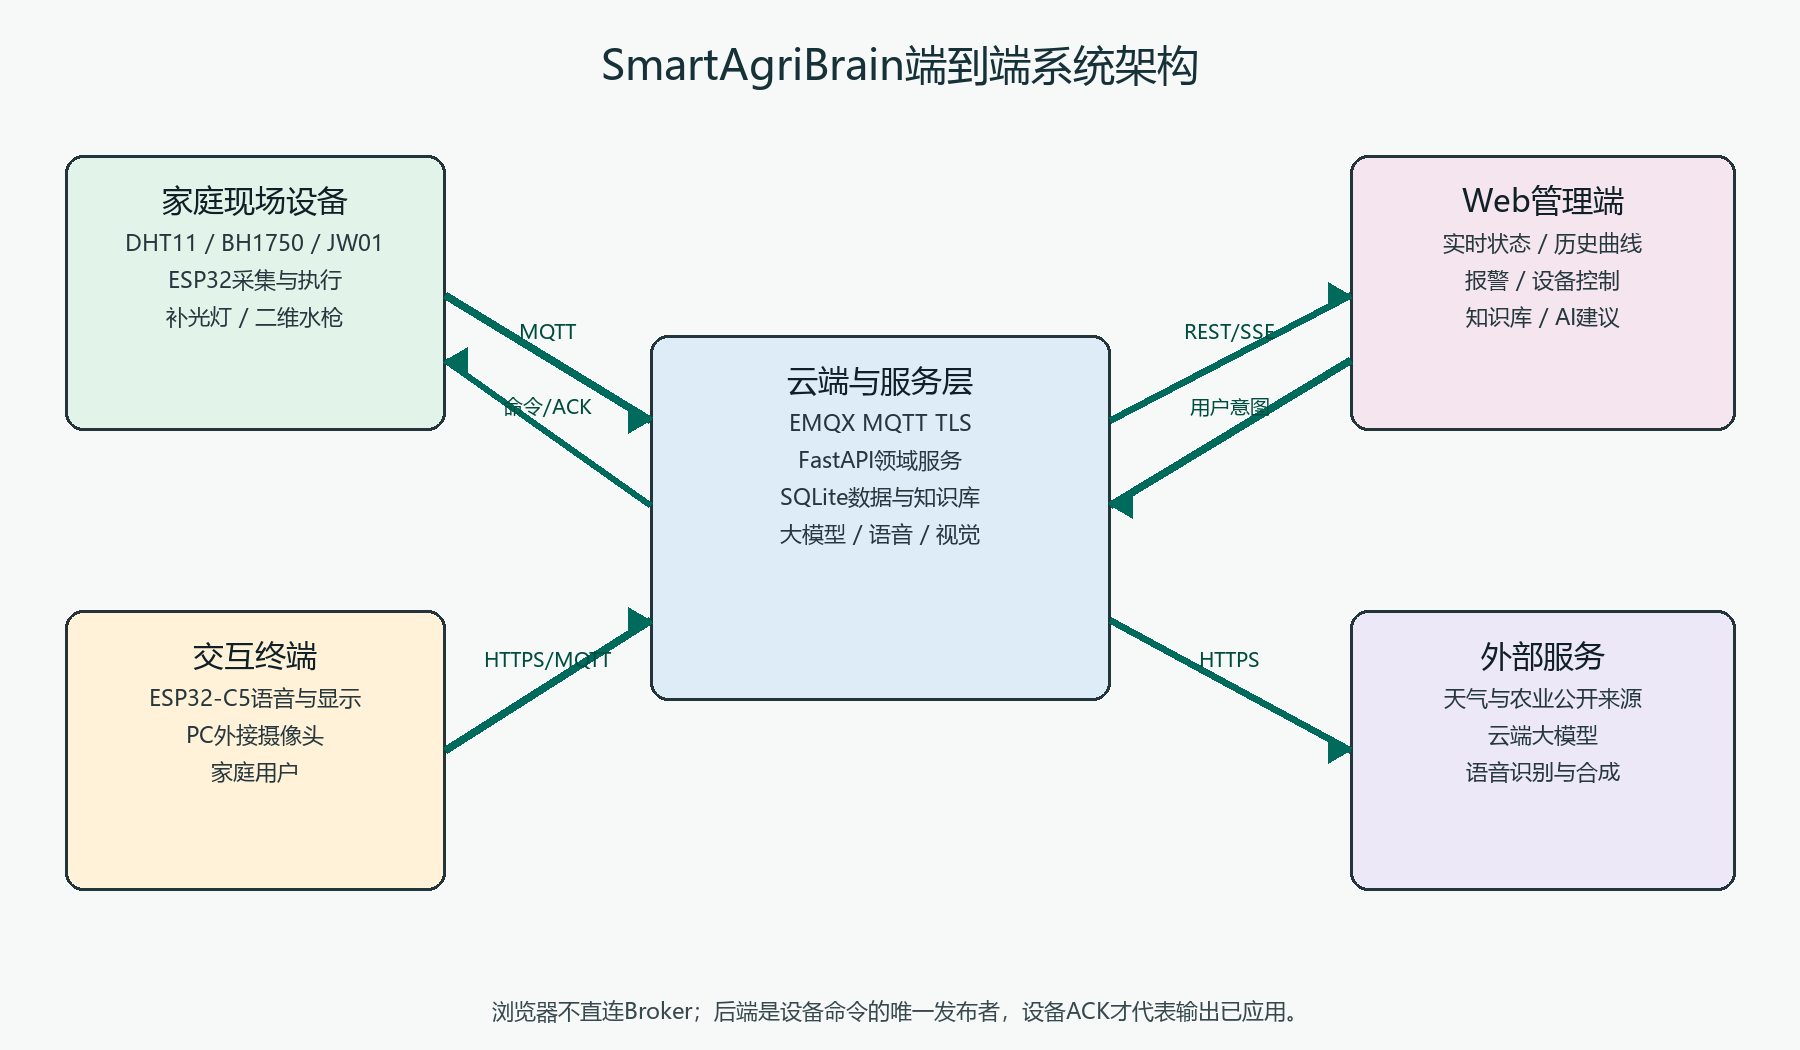 SmartAgriBrain端到端系统架构
家庭现场设备
DHT11 / BH1750 / JW01
ESP32采集与执行
补光灯 / 二维水枪
MQTT
命令/ACK
云端与服务层
EMQX MQTT TLS
FastAPI领域服务
SQLite数据与知识库
大模型 / 语音 / 视觉
REST/SSE
用户意图
Web管理端
实时状态 / 历史曲线
报警 / 设备控制
知识库 / AI建议
交互终端
ESP32-C5语音与显示
PC外接摄像头
家庭用户
HTTPS/MQTT
HTTPS
外部服务
天气与农业公开来源
云端大模型
语音识别与合成
浏览器不直连Broker；后端是设备命令的唯一发布者，设备ACK才代表输出已应用。